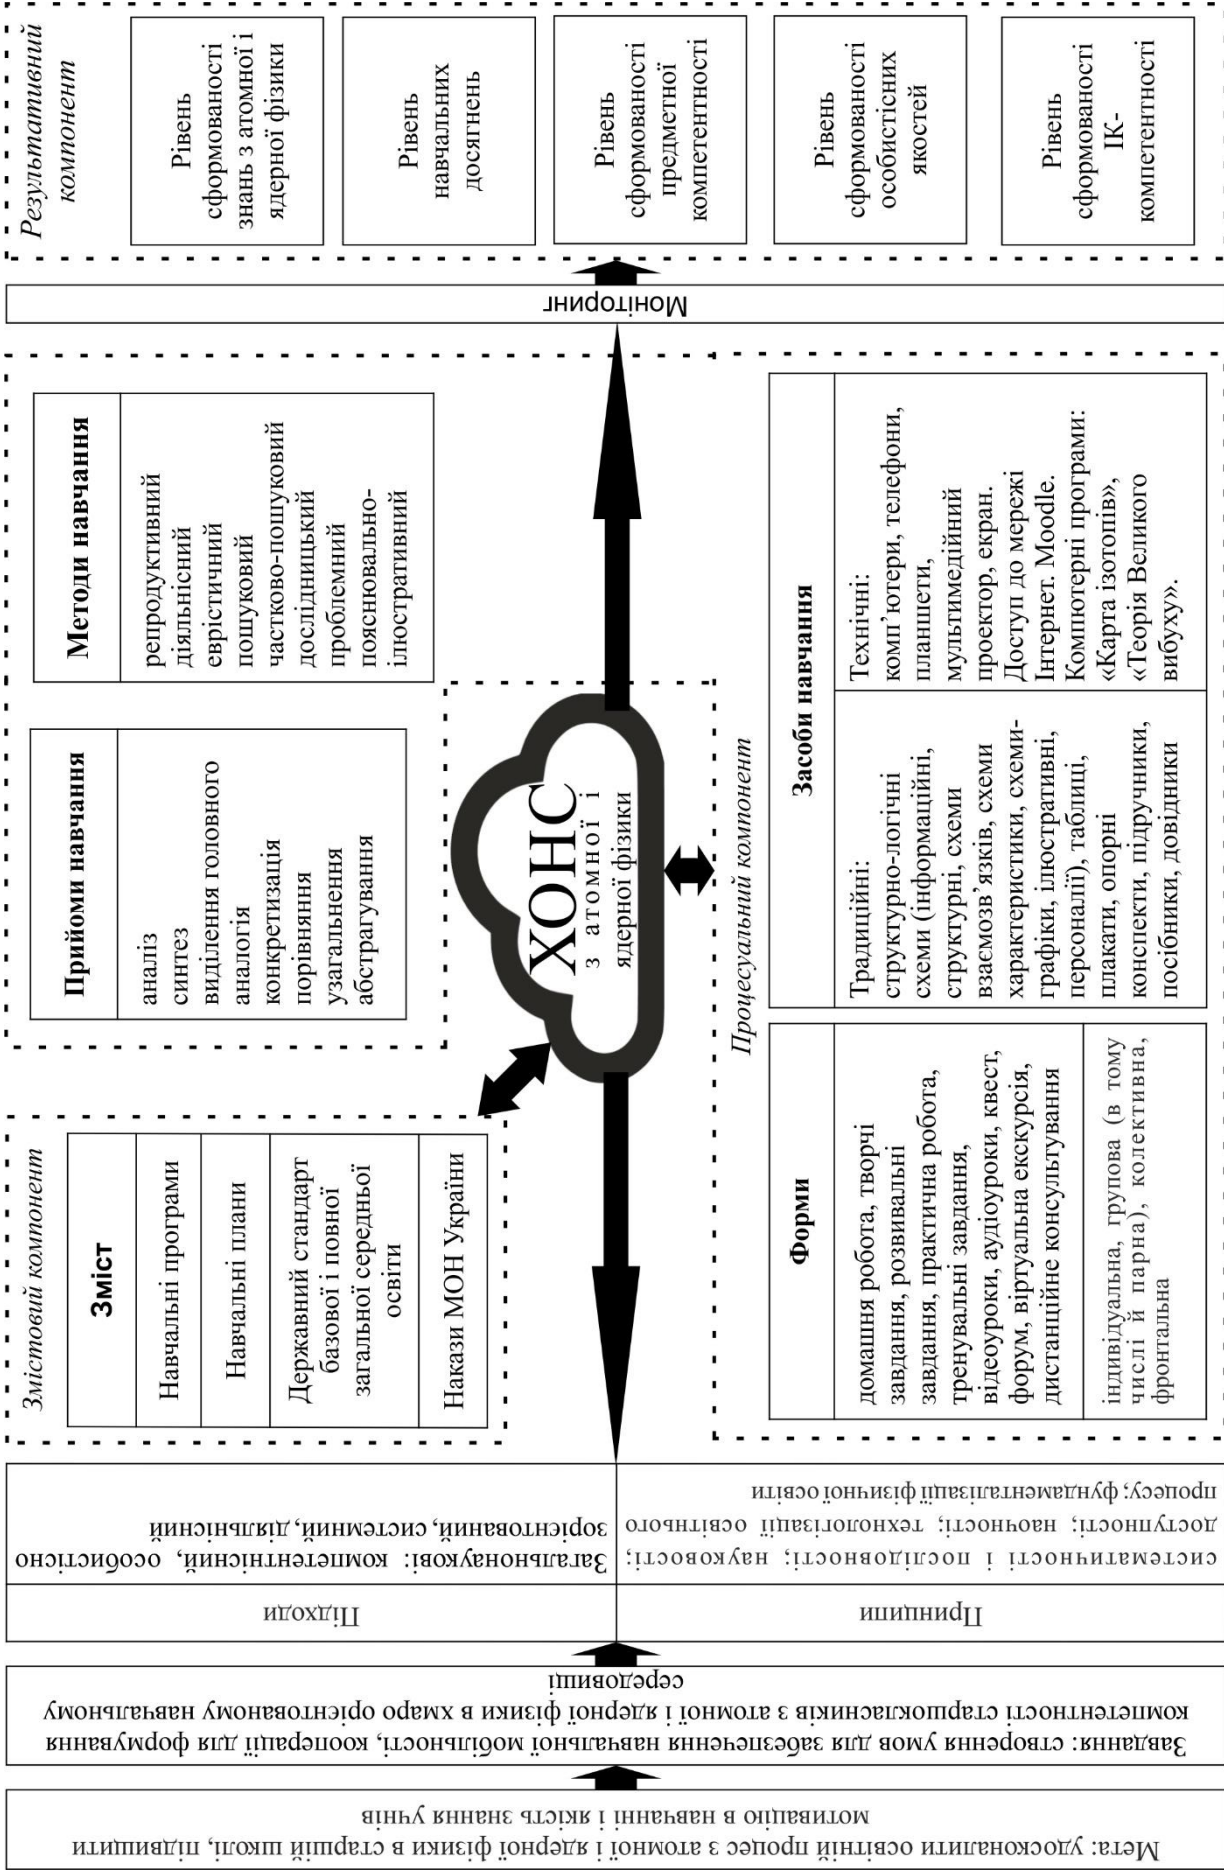 Мета: удосконалити освітній процес з атомної і ядерної фізики в старшій школі, підвищити
мотивацію в навчанні і якість знання учнів
Завдання: створення умов для забезпечення навчальної мобільності, кооперації для формування
компетентності старшокласників з атомної і ядерної фізики в хмаро орієнтованому навчальному
середовищі
Підходи
Загальнонаукові: компетентнісний, особистісно
зорієнтований, системний, діяльнісний
Принципи
систематичності і послідовності; науковості;
доступності; наочності; технологізації освітнього
процесу; фундаменталізації фізичної освіти
Змістовий компонент
Зміст
Навчальні програми
Навчальні плани
Державний стандарт
базової і повної
загальної середньої
освіти
Накази МОН України
Прийоми навчання
аналіз
синтез
виділення головного
аналогія
конкретизація
порівняння
узагальнення
абстрагування
Методи навчання
репродуктивний
діяльнісний
еврістичний
пошуковий
частково-пошуковий
дослідницький
проблемний
пояснювально-
ілюстративний
ХОНС
з атомної і
ядерної фізики
Процесуальний компонент
Форми
домашня робота, творчі
завдання, розвивальні
завдання, практична робота,
тренувальні завдання,
відеоуроки, аудіоуроки, квест,
форум, віртуальна екскурсія,
дистанційне консультування
індивідуальна, групова (в тому
числі й парна), колективна,
фронтальна
Засоби навчання
Традиційні:
структурно-логічні
схеми (інформаційні,
структурні, схеми
взаємозв’язків, схеми
характеристики, схеми-
графіки, ілюстративні,
персоналії), таблиці,
плакати, опорні
конспекти, підручники,
посібники, довідники
Технічні:
комп’ютери, телефони,
планшети,
мультимедійний
проектор, екран.
Доступ до мережі
Інтернет. Moodle.
Компютерні програми:
«Карта ізотопів»,
«Теорія Великого
вибуху».
Моніторинг
Результативний
компонент
Рівень
сформованості
знань з атомної і
ядерної фізики
Рівень
навчальних
досягнень
Рівень
сформованості
предметної
компетентності
Рівень
сформованості
особистісних
якостей
Рівень
сформованості
ІК-
компетентності